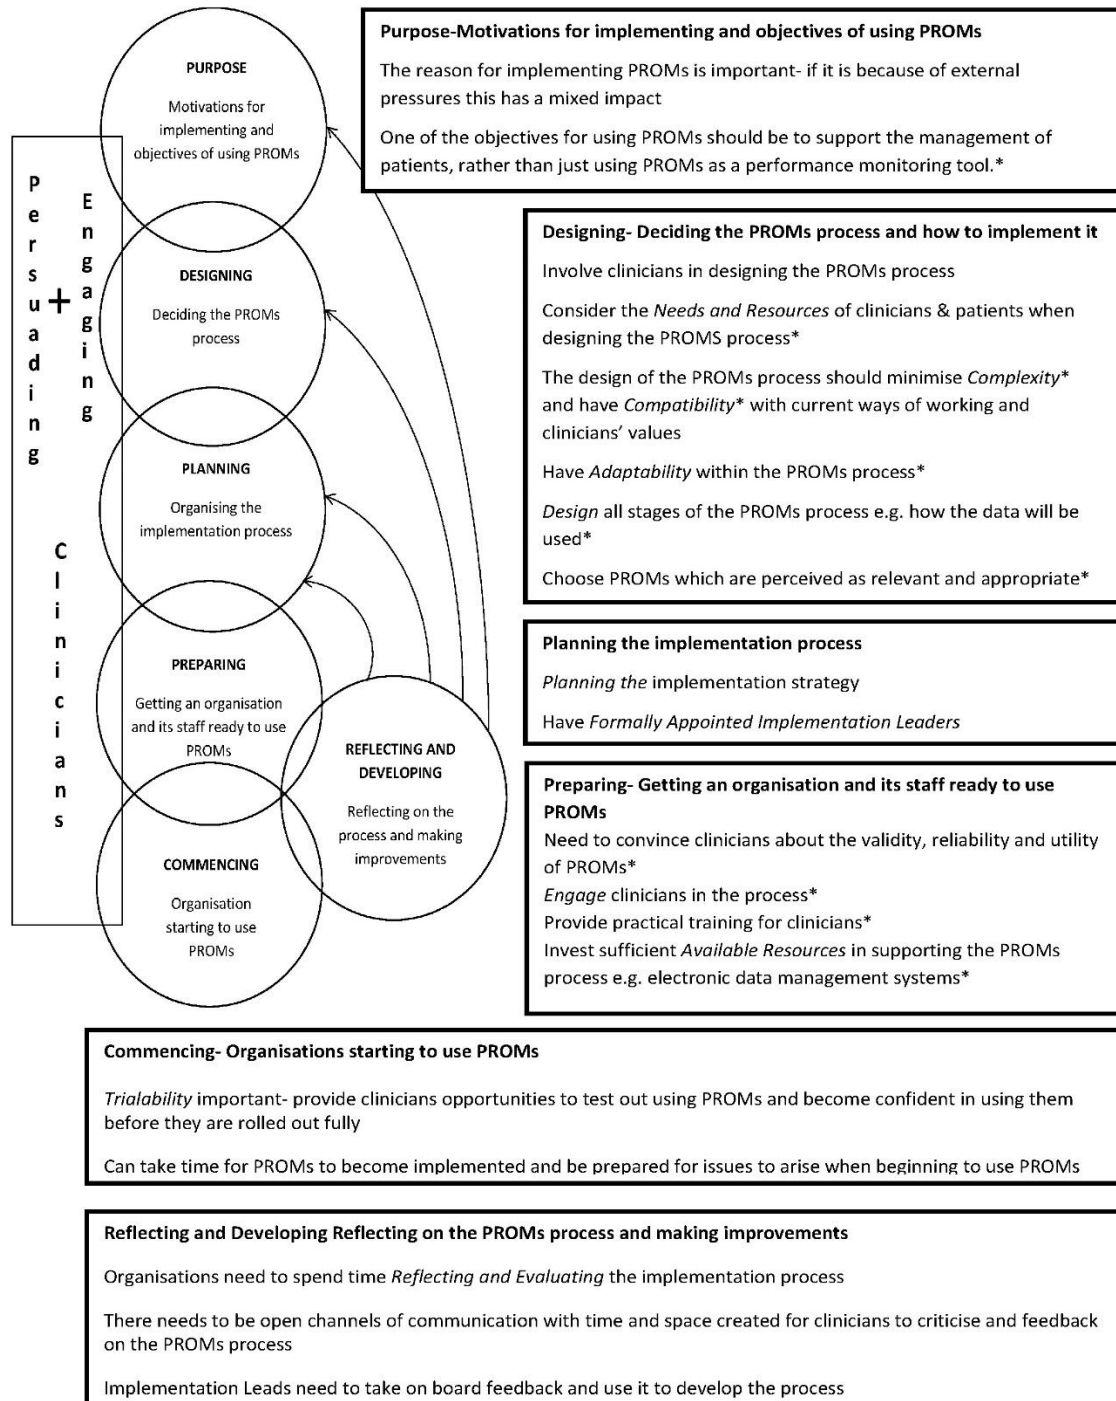 PURPOSE
Motivations for
implementing and
objectives of using PROMs
DESIGNING
Deciding the PROMs
process
PLANNING
Organising the
implementation process
PREPARING
Getting an organisation
and its staff ready to use
PROMs
COMMENCING
Organisation
starting to use
PROMs
REFLECTING AND
DEVELOPING
Reflecting on the
process and making
improvements
Persuading
+
Engaging
Clinicians
Purpose-Motivations for implementing and objectives of using PROMs
The reason for implementing PROMs is important- if it is because of external
pressures this has a mixed impact
One of the objectives for using PROMs should be to support the management of
patients, rather than just using PROMs as a performance monitoring tool.*
Designing- Deciding the PROMs process and how to implement it
Involve clinicians in designing the PROMs process
Consider the Needs and Resources of clinicians & patients when
designing the PROMS process*
The design of the PROMs process should minimise Complexity*
and have Compatibility* with current ways of working and
clinicians’ values
Have Adaptability within the PROMs process*
Design all stages of the PROMs process e.g. how the data will be
used*
Choose PROMs which are perceived as relevant and appropriate*
Planning the implementation process
Planning the implementation strategy
Have Formally Appointed Implementation Leaders
Preparing- Getting an organisation and its staff ready to use
PROMs
Need to convince clinicians about the validity, reliability and utility
of PROMs*
Engage clinicians in the process*
Provide practical training for clinicians*
Invest sufficient Available Resources in supporting the PROMs
process e.g. electronic data management systems*
Commencing- Organisations starting to use PROMs
Trialability important- provide clinicians opportunities to test out using PROMs and become confident in using them
before they are rolled out fully
Can take time for PROMs to become implemented and be prepared for issues to arise when beginning to use PROMs
Reflecting and Developing Reflecting on the PROMs process and making improvements
Organisations need to spend time Reflecting and Evaluating the implementation process
There needs to be open channels of communication with time and space created for clinicians to criticise and feedback
on the PROMs process
Implementation Leads need to take on board feedback and use it to develop the process